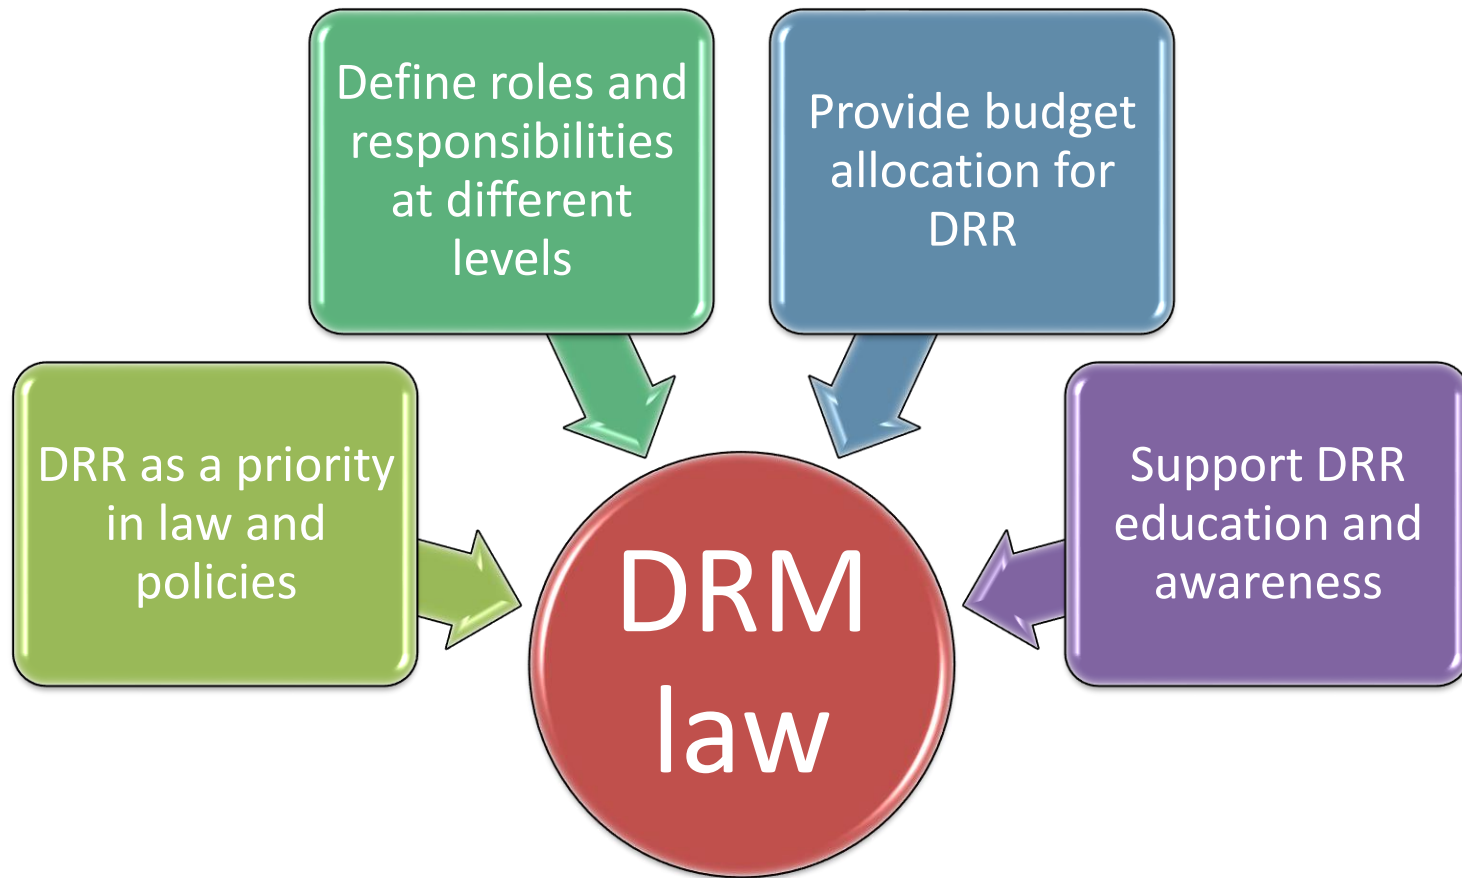 Define roles and
responsibilities
at different
levels
Provide budget
allocation for
DRR
DRR as a priority
in law and
policies
Support DRR
education and
awareness
DRM
law